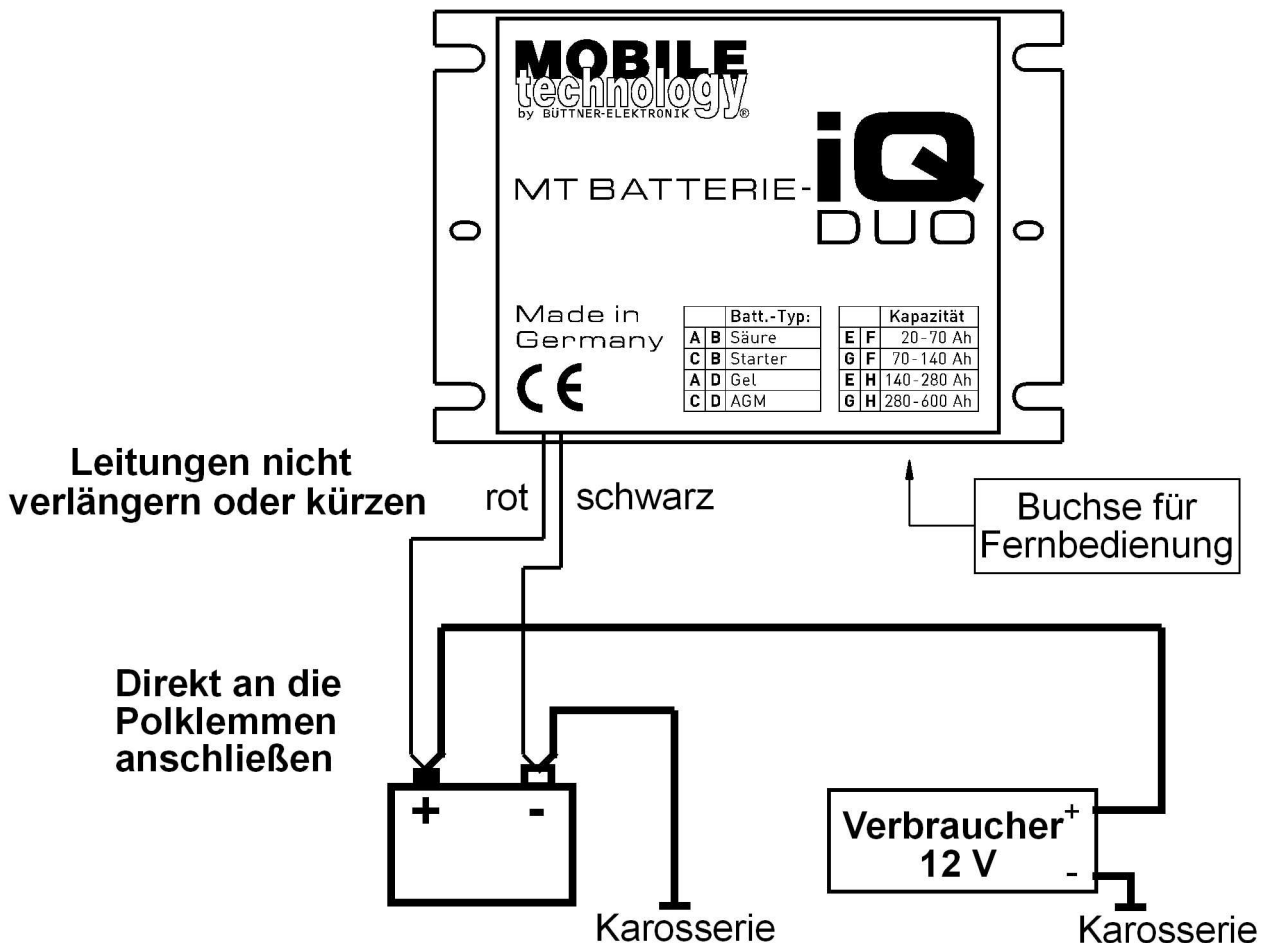 MOBILE
technology®
by BÜTTNER-ELEKTRONIK
MT BATTERIE-iQ
DUO
Made in
Germany
CE
Batt.-Typ:
A B Säure
C B Starter
A D Gel
C D AGM
Kapazität
E F 20-70 Ah
G F 70-140 Ah
E H 140-280 Ah
G H 280-600 Ah
Leitungen nicht
verlängern oder kürzen
rot
schwarz
Buchse für
Fernbedienung
Direkt an die
Polklemmen
anschließen
+ -
Verbraucher +
12 V -
Karosserie
Karosserie